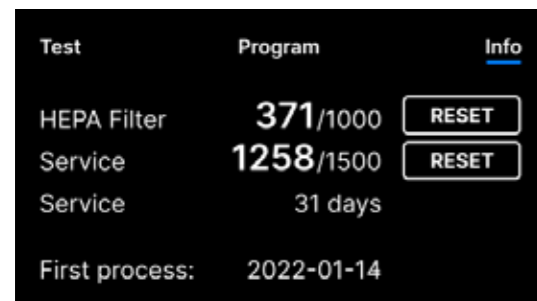 Test Program Info
HEPA Filter 371/1000 RESET
Service 1258/1500 RESET
Service 31 days
First process: 2022-01-14